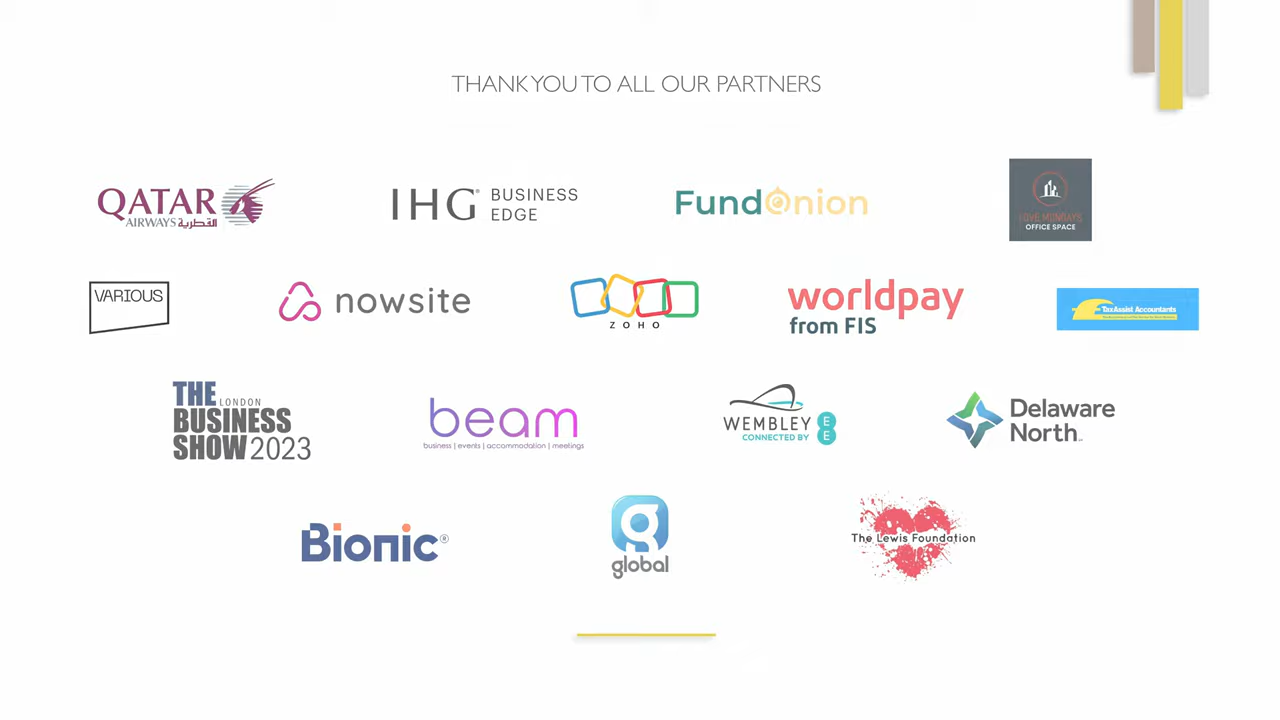 THANK YOU TO ALL OUR PARTNERS
QATAR
AIRWAYS القطرية
IHG® BUSINESS
EDGE
FundOnion
LOVE MONDAYS
OFFICE SPACE
VARIOUS
nowsite
ZOHO
worldpay
from FIS
TaxAssist Accountants
THE
LONDON
BUSINESS
SHOW 2023
beam
business | events | accommodation | meetings
WEMBLEY
CONNECTED BY
EE
Delaware
North
Bionic®
global
The Lewis Foundation